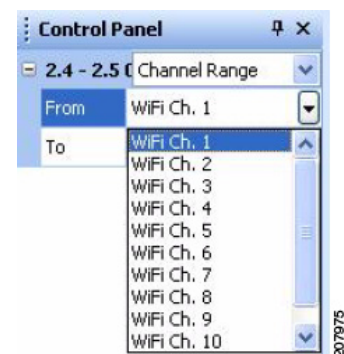 Control Panel
2.4 - 2.5 Channel Range
From WiFi Ch. 1
To
WiFi Ch. 1
WiFi Ch. 2
WiFi Ch. 3
WiFi Ch. 4
WiFi Ch. 5
WiFi Ch. 6
WiFi Ch. 7
WiFi Ch. 8
WiFi Ch. 9
WiFi Ch. 10
207975